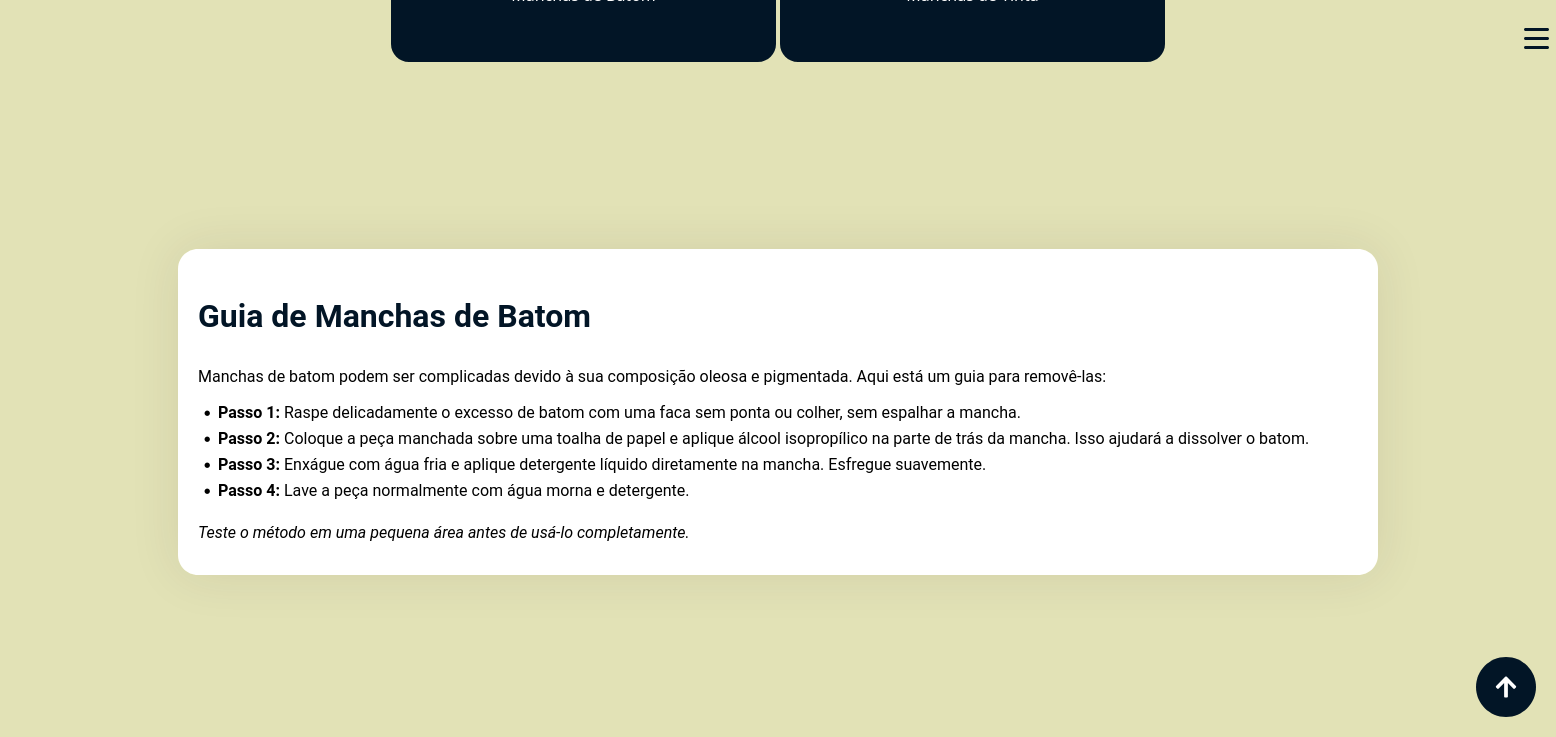 Guia de Manchas de Batom
Manchas de batom podem ser complicadas devido à sua composição oleosa e pigmentada. Aqui está um guia para removê-las:
• Passo 1: Raspe delicadamente o excesso de batom com uma faca sem ponta ou colher, sem espalhar a mancha.
• Passo 2: Coloque a peça manchada sobre uma toalha de papel e aplique álcool isopropílico na parte de trás da mancha. Isso ajudará a dissolver o batom.
• Passo 3: Enxágue com água fria e aplique detergente líquido diretamente na mancha. Esfregue suavemente.
• Passo 4: Lave a peça normalmente com água morna e detergente.
Teste o método em uma pequena área antes de usá-lo completamente.